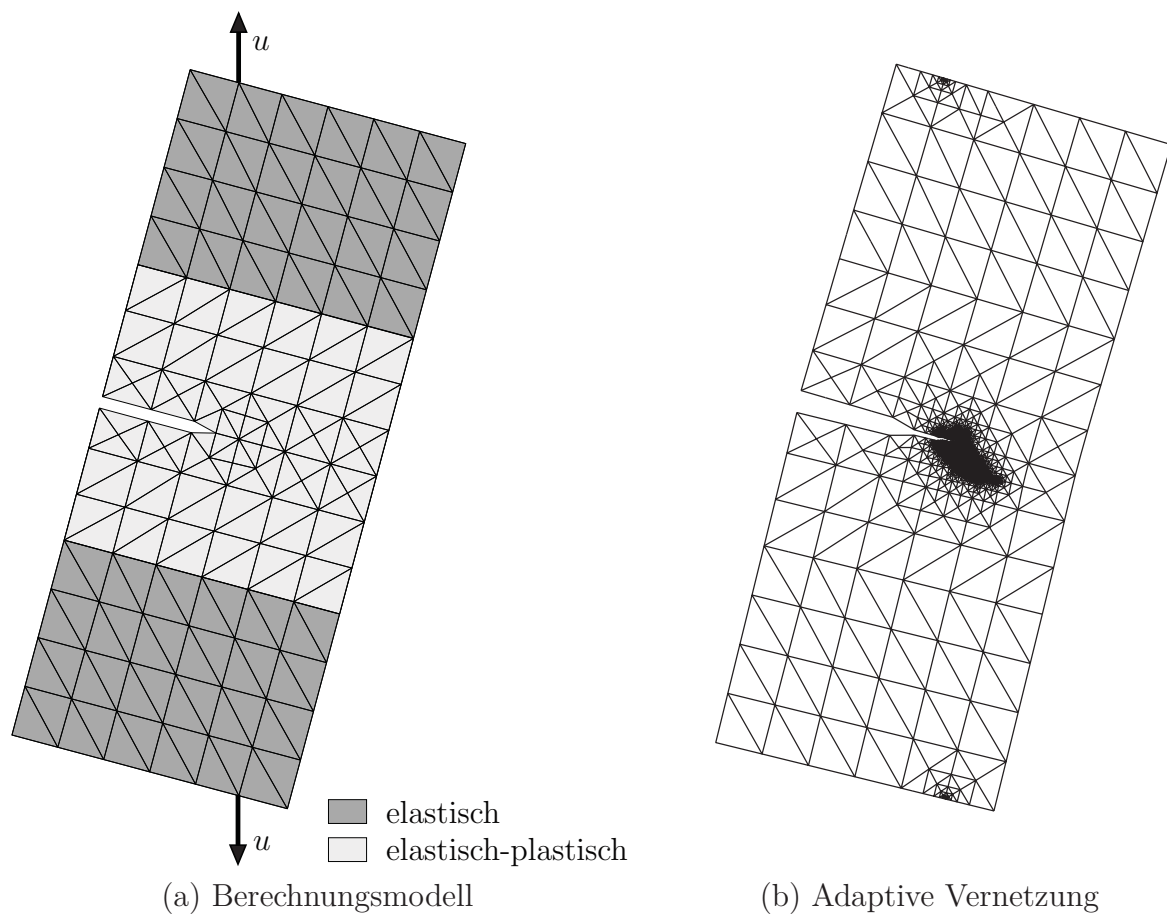 u
elastisch
u
elastisch-plastisch
(a) Berechnungsmodell
(b) Adaptive Vernetzung